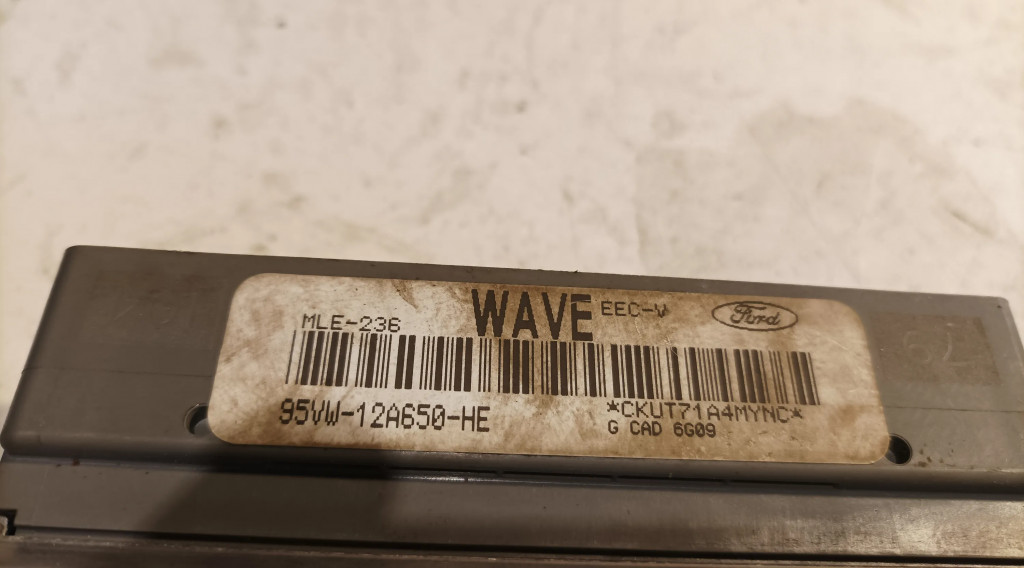 WAVE EEC-V Ford
MLE-236
95VW-12A650-HE *CKUT71A4MYNC*
G CAD 6G09